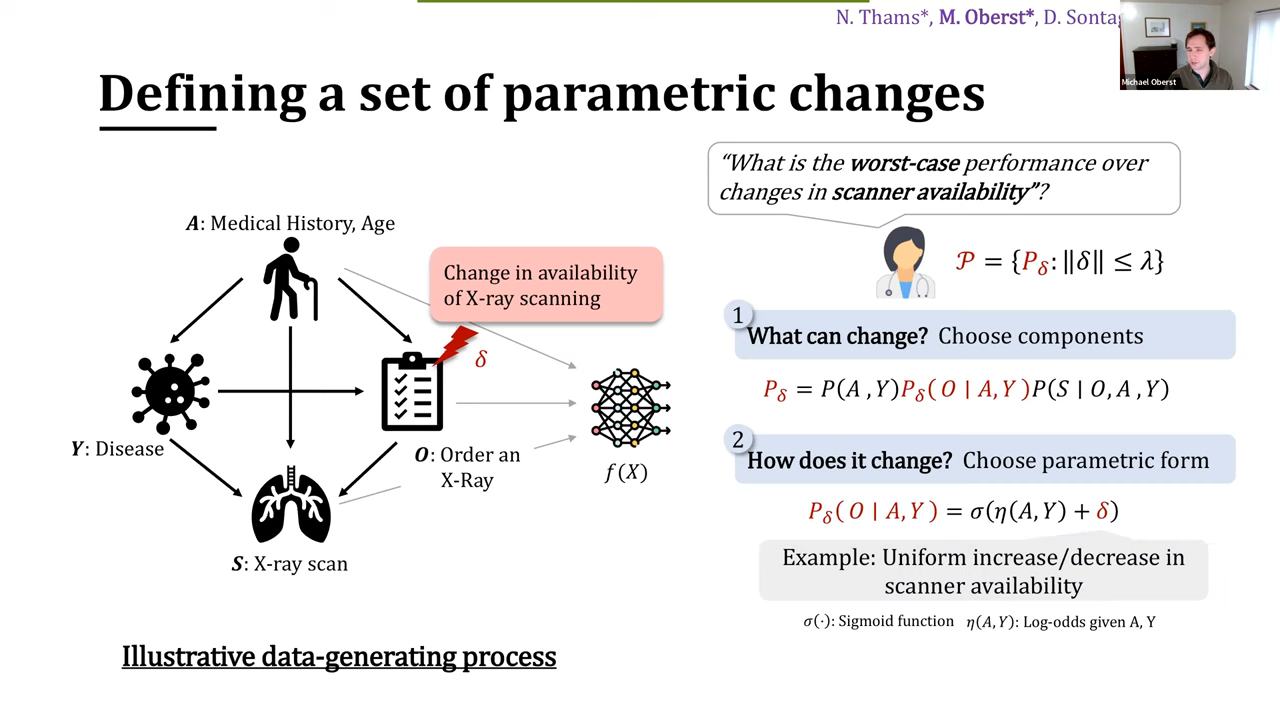 N. Thams*, M. Oberst*, D. Sontag
Michael Oberst
Defining a set of parametric changes
“What is the worst-case performance over
changes in scanner availability”?
A: Medical History, Age
Change in availability
of X-ray scanning
δ
𝒫 = {P_δ: ‖δ‖ ≤ λ}
1
What can change? Choose components
P_δ = P(A, Y)P_δ(O | A, Y)P(S | O, A, Y)
2
How does it change? Choose parametric form
Y: Disease
O: Order an
X-Ray
f(X)
P_δ(O | A, Y) = σ(η(A, Y) + δ)
Example: Uniform increase/decrease in
scanner availability
S: X-ray scan
σ(·): Sigmoid function η(A, Y): Log-odds given A, Y
Illustrative data-generating process